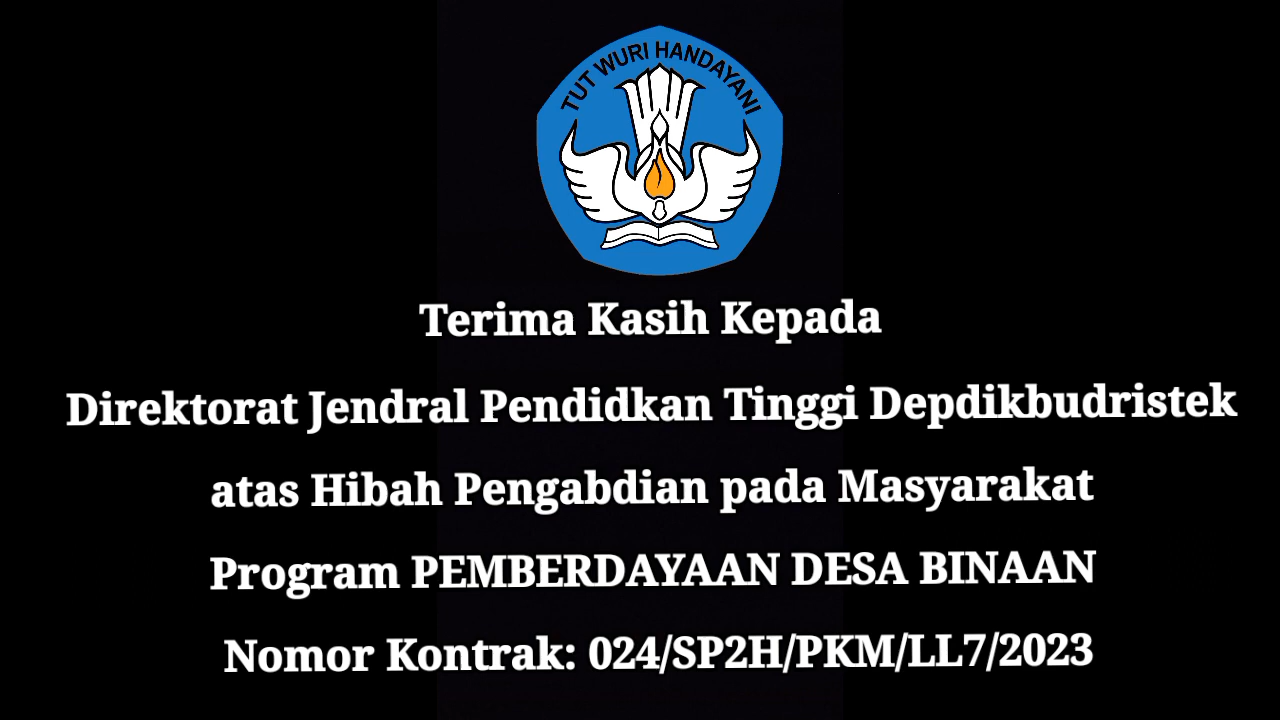 TUT WURI HANDAYANI
Terima Kasih Kepada
Direktorat Jendral Pendidkan Tinggi Depdikbudristek
atas Hibah Pengabdian pada Masyarakat
Program PEMBERDAYAAN DESA BINAAN
Nomor Kontrak: 024/SP2H/PKM/LL7/2023